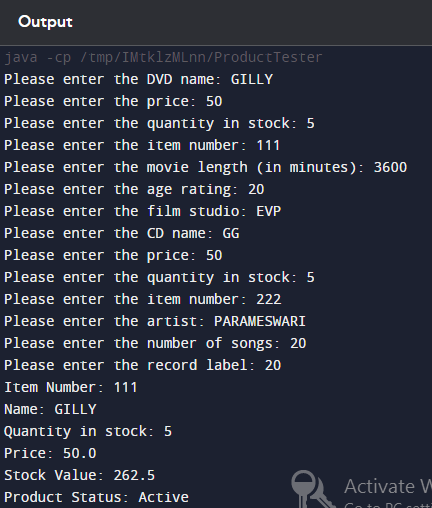 Output
java -cp /tmp/IMtklzMLnn/ProductTester
Please enter the DVD name: GILLY
Please enter the price: 50
Please enter the quantity in stock: 5
Please enter the item number: 111
Please enter the movie length (in minutes): 3600
Please enter the age rating: 20
Please enter the film studio: EVP
Please enter the CD name: GG
Please enter the price: 50
Please enter the quantity in stock: 5
Please enter the item number: 222
Please enter the artist: PARAMESWARI
Please enter the number of songs: 20
Please enter the record label: 20
Item Number: 111
Name: GILLY
Quantity in stock: 5
Price: 50.0
Stock Value: 262.5
Product Status: Active
Activate W
Go to PC setti